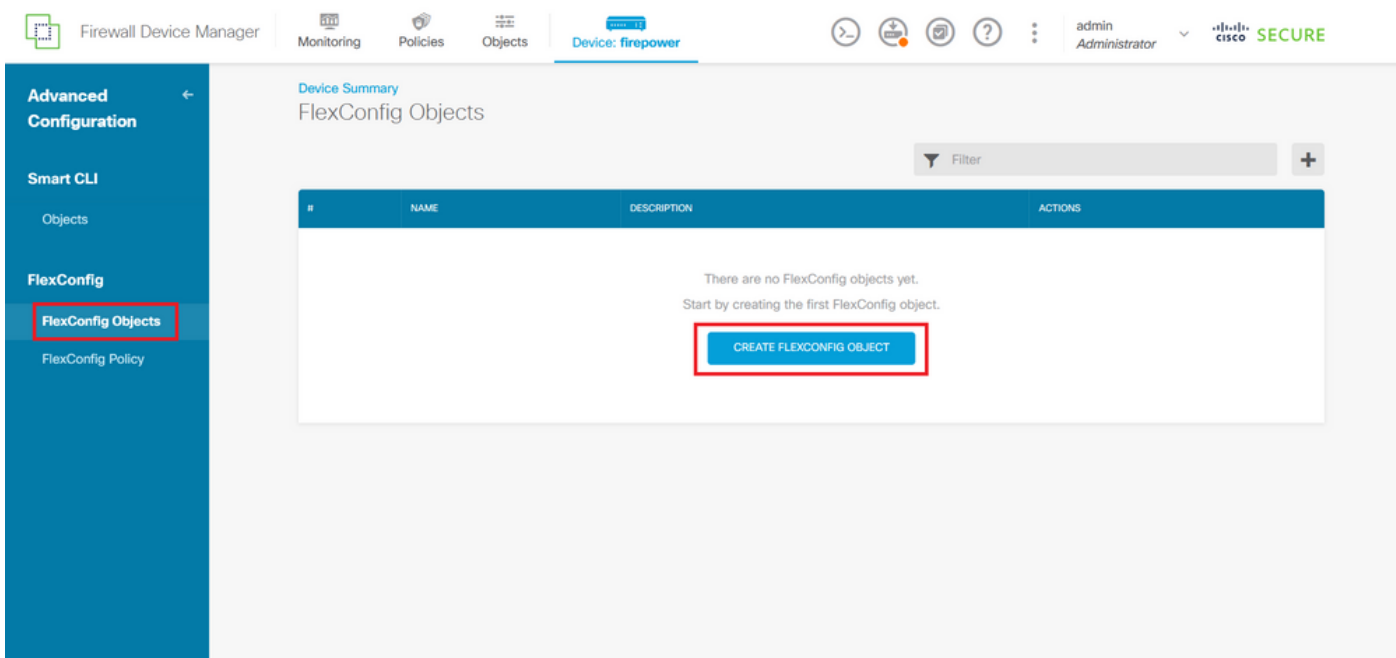 Firewall Device Manager
Monitoring
Policies
Objects
Device: firepower
admin
Administrator
cisco SECURE
Advanced
Configuration
Smart CLI
Objects
FlexConfig
FlexConfig Objects
FlexConfig Policy
Device Summary
FlexConfig Objects
Filter
# NAME DESCRIPTION ACTIONS
There are no FlexConfig objects yet.
Start by creating the first FlexConfig object.
CREATE FLEXCONFIG OBJECT